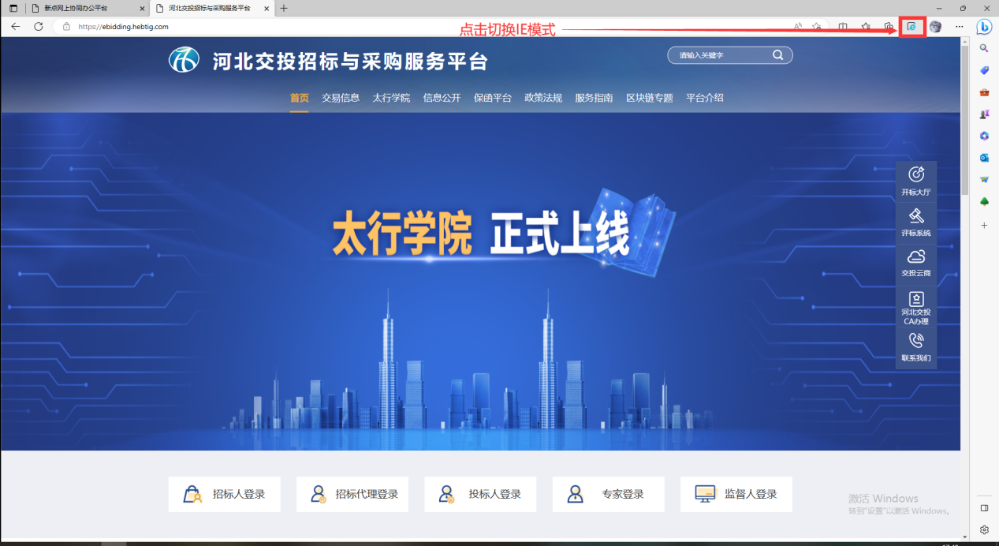 新点网上协同办公平台
河北交投招标与采购服务平台
https://ebidding.hebtig.com
点击切换IE模式
河北交投招标与采购服务平台
请输入关键字
首页 交易信息 太行学院 信息公开 保函平台 政策法规 服务指南 区块链专题 平台介绍
太行学院 正式上线
开标大厅
评标系统
交投云商
河北交投
CA办理
联系我们
招标人登录 招标代理登录 投标人登录 专家登录 监督人登录
激活 Windows
转到"设置"以激活 Windows。